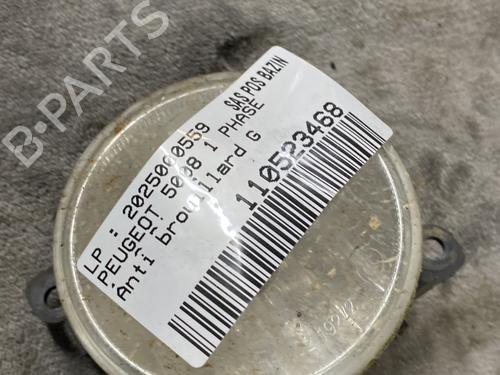 SAS POS BAZIN
LP : 2025000559
PEUGEOT 5008 1 PHASE
Anti brouillard G
110523468
B-PARTS